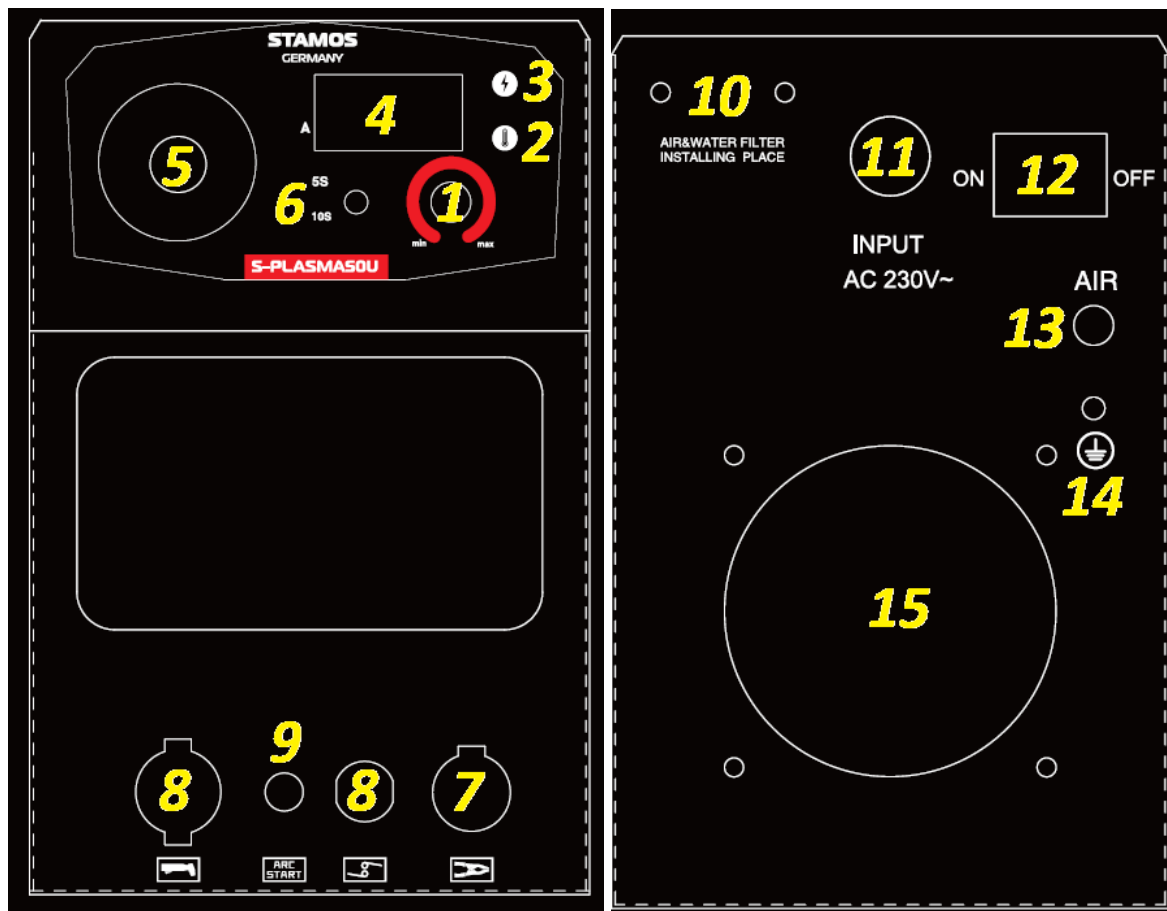 STAMOS
GERMANY
3
4
A
2
5
6
5S
10S
1
min
max
S-PLASMA50U
9
8
8
7
ARC
START
10
AIR&WATER FILTER
INSTALLING PLACE
11
ON
12
OFF
INPUT
AC 230V~
AIR
13
14
15